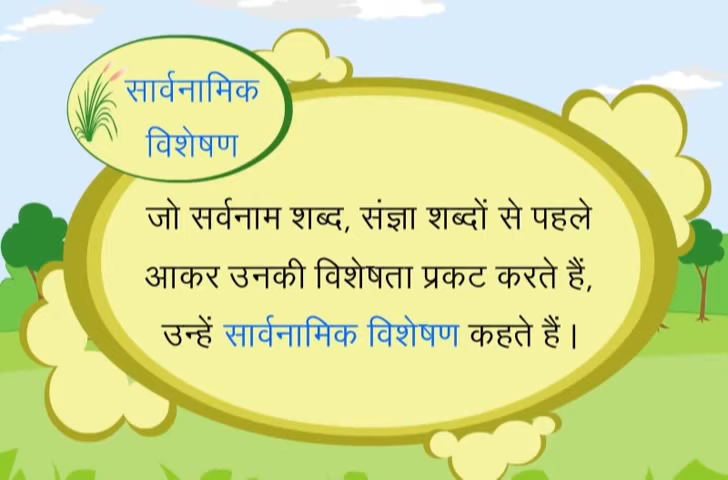 सार्वनामिक
विशेषण
जो सर्वनाम शब्द, संज्ञा शब्दों से पहले
आकर उनकी विशेषता प्रकट करते हैं,
उन्हें सार्वनामिक विशेषण कहते हैं।